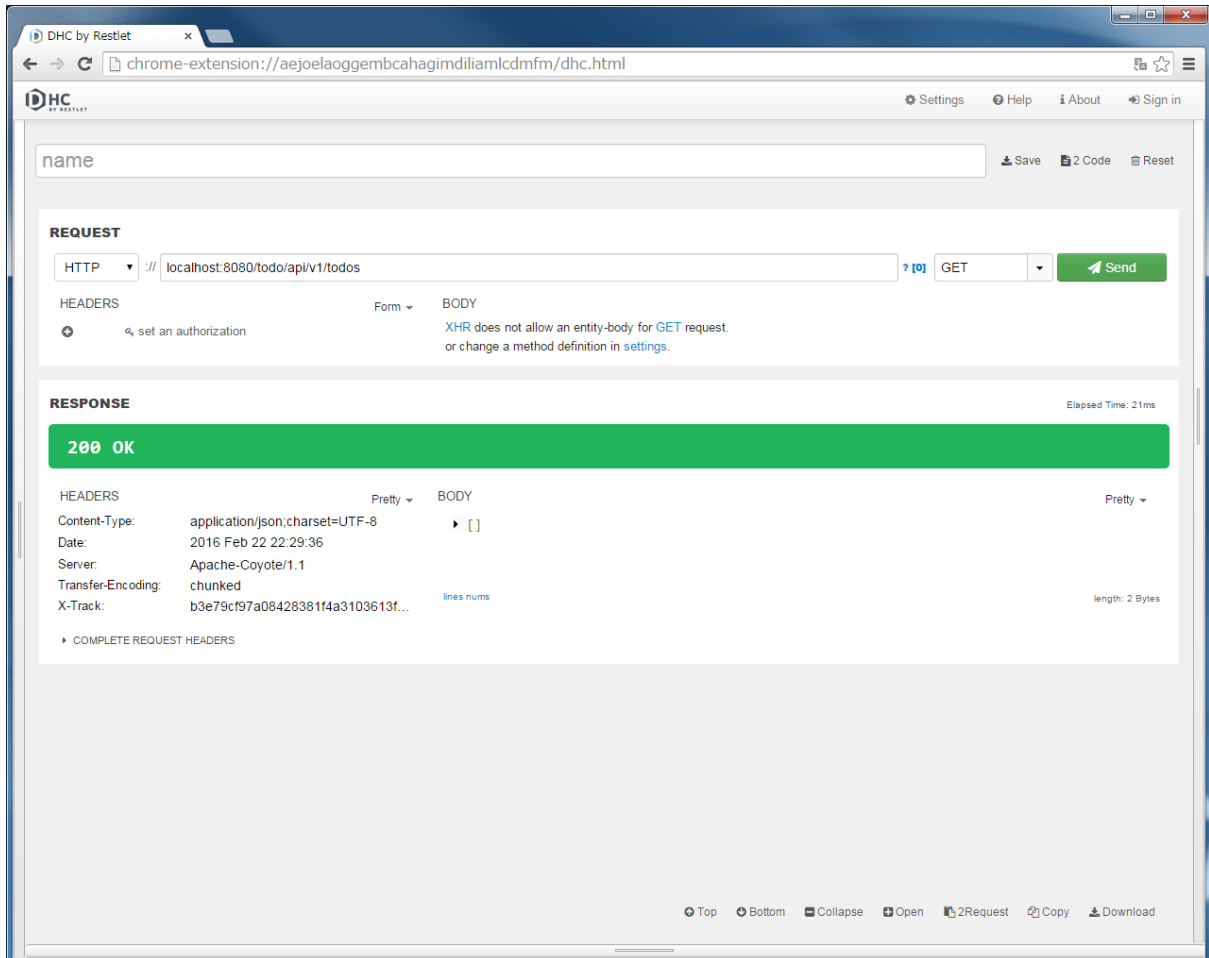 DHC by Restlet
chrome-extension://aejoelaoggembcahagimdiliamlcdmfm/dhc.html
DHC
BY RESTLET
Settings Help About Sign in
name
Save 2 Code Reset
REQUEST
HTTP :// localhost:8080/todo/api/v1/todos ? [0] GET Send
HEADERS Form BODY
set an authorization
XHR does not allow an entity-body for GET request.
or change a method definition in settings.
RESPONSE
Elapsed Time: 21ms
200 OK
HEADERS Pretty BODY Pretty
Content-Type: application/json;charset=UTF-8
[]
Date: 2016 Feb 22 22:29:36
Server: Apache-Coyote/1.1
Transfer-Encoding: chunked
X-Track: b3e79cf97a08428381f4a3103613f...
lines nums length: 2 Bytes
COMPLETE REQUEST HEADERS
Top Bottom Collapse Open 2Request Copy Download